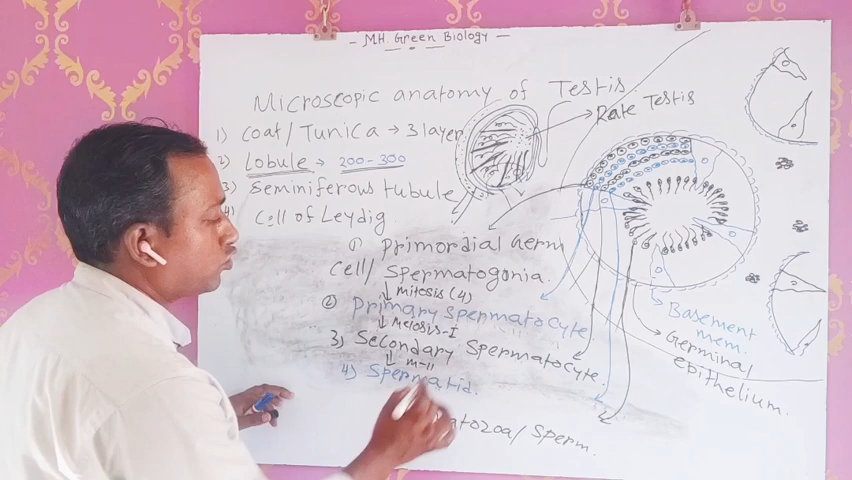 - MH. Green Biology -
Microscopic anatomy of Testis
Rate Testis
1) Coat/Tunica → 3 layer
2) Lobule → 200-300
3) Seminiferous tubule
4) Cell of Leydig
① Primordial Germ
Cell/ Spermatogonia.
↓ mitosis (4)
② Primary Spermatocyte
↓ Meiosis-I
3) Secondary Spermatocyte.
↓ m-II
4) Spermatid.
atozoa/ Sperm.
Basement
mem.
Germinal
epithelium.